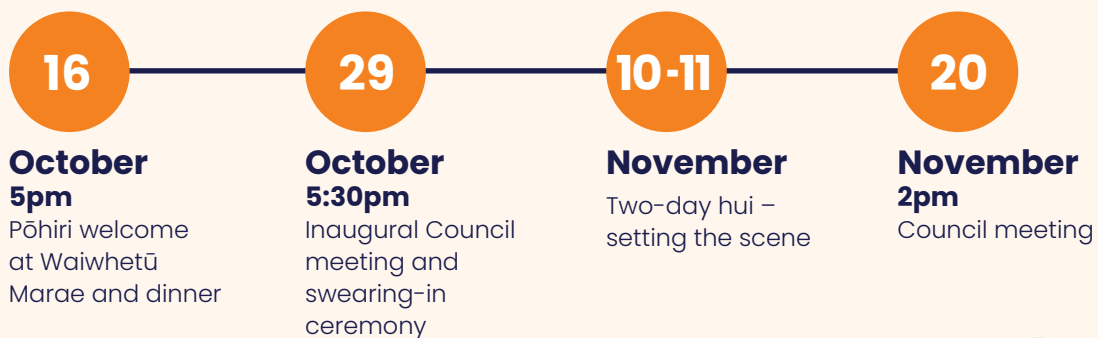 16
October
5pm
Pōhiri welcome
at Waiwhetū
Marae and dinner
29
October
5:30pm
Inaugural Council
meeting and
swearing-in
ceremony
10-11
November
Two-day hui –
setting the scene
20
November
2pm
Council meeting